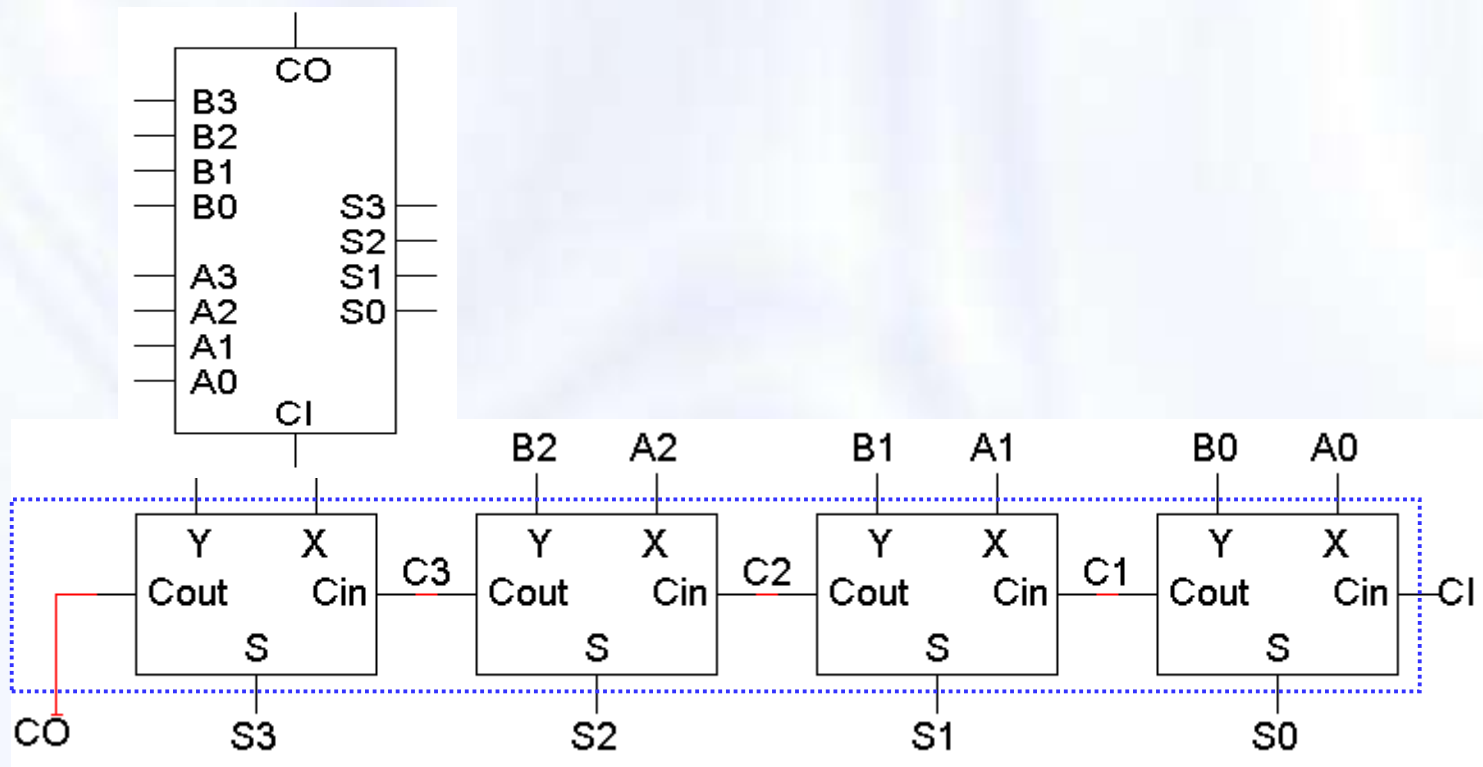 CO
B3
B2
B1
B0 S3
S2
A3 S1
A2 S0
A1
A0
CI
B2 A2 B1 A1 B0 A0
Y X Y X Y X Y X
Cout Cin C3 Cout Cin C2 Cout Cin C1 Cout Cin CI
S S S S
CO S3 S2 S1 S0